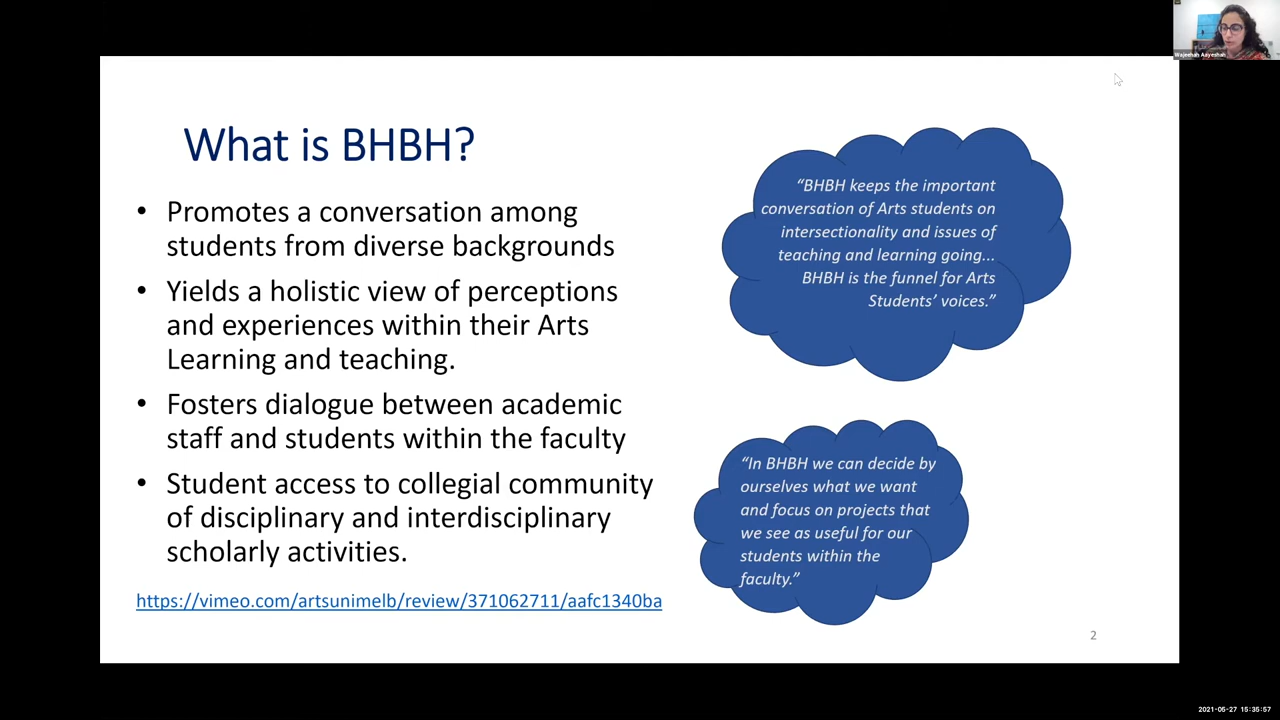 Wajeehah Aayeshah
What is BHBH?
• Promotes a conversation among
students from diverse backgrounds
• Yields a holistic view of perceptions
and experiences within their Arts
Learning and teaching.
• Fosters dialogue between academic
staff and students within the faculty
• Student access to collegial community
of disciplinary and interdisciplinary
scholarly activities.
https://vimeo.com/artsunimelb/review/371062711/aafc1340ba
“BHBH keeps the important
conversation of Arts students on
intersectionality and issues of
teaching and learning going...
BHBH is the funnel for Arts
Students’ voices.”
“In BHBH we can decide by
ourselves what we want
and focus on projects that
we see as useful for our
students within the
faculty.”
2
2021-05-27 15:35:57